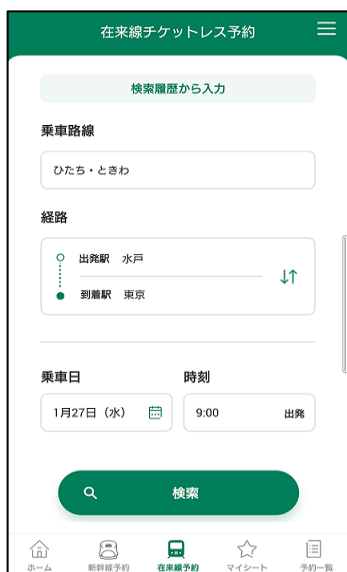 在来線チケットレス予約
検索履歴から入力
乗車路線
ひたち・ときわ
経路
出発駅 水戸
到着駅 東京
乗車日 時刻
1月27日（水） 9:00 出発
検索
ホーム 新幹線予約 在来線予約 マイシート 予約一覧